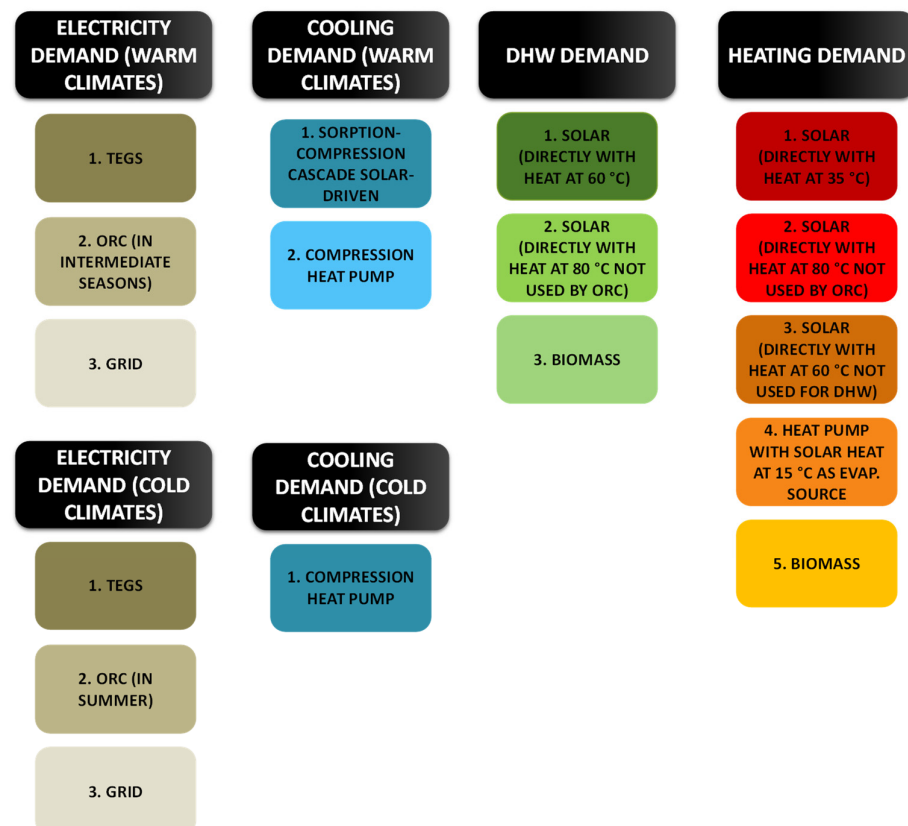 ELECTRICITY
DEMAND (WARM
CLIMATES)
1. TEGS
2. ORC (IN
INTERMEDIATE
SEASONS)
3. GRID
COOLING
DEMAND (WARM
CLIMATES)
1. SORPTION-
COMPRESSION
CASCADE SOLAR-
DRIVEN
2. COMPRESSION
HEAT PUMP
DHW DEMAND
1. SOLAR
(DIRECTLY WITH
HEAT AT 60 °C)
2. SOLAR
(DIRECTLY WITH
HEAT AT 80 °C NOT
USED BY ORC)
3. BIOMASS
HEATING DEMAND
1. SOLAR
(DIRECTLY WITH
HEAT AT 35 °C)
2. SOLAR
(DIRECTLY WITH
HEAT AT 80 °C NOT
USED BY ORC)
3. SOLAR
(DIRECTLY WITH
HEAT AT 60 °C NOT
USED FOR DHW)
4. HEAT PUMP
WITH SOLAR HEAT
AT 15 °C AS EVAP.
SOURCE
5. BIOMASS
ELECTRICITY
DEMAND (COLD
CLIMATES)
1. TEGS
2. ORC (IN
SUMMER)
3. GRID
COOLING
DEMAND (COLD
CLIMATES)
1. COMPRESSION
HEAT PUMP